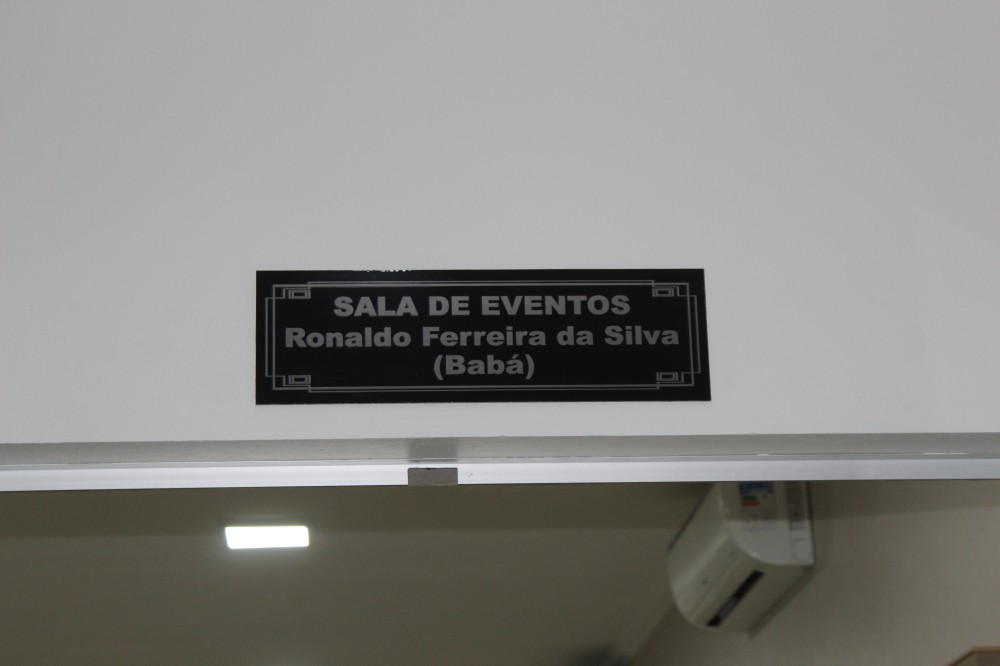 SALA DE EVENTOS
Ronaldo Ferreira da Silva
(Babá)